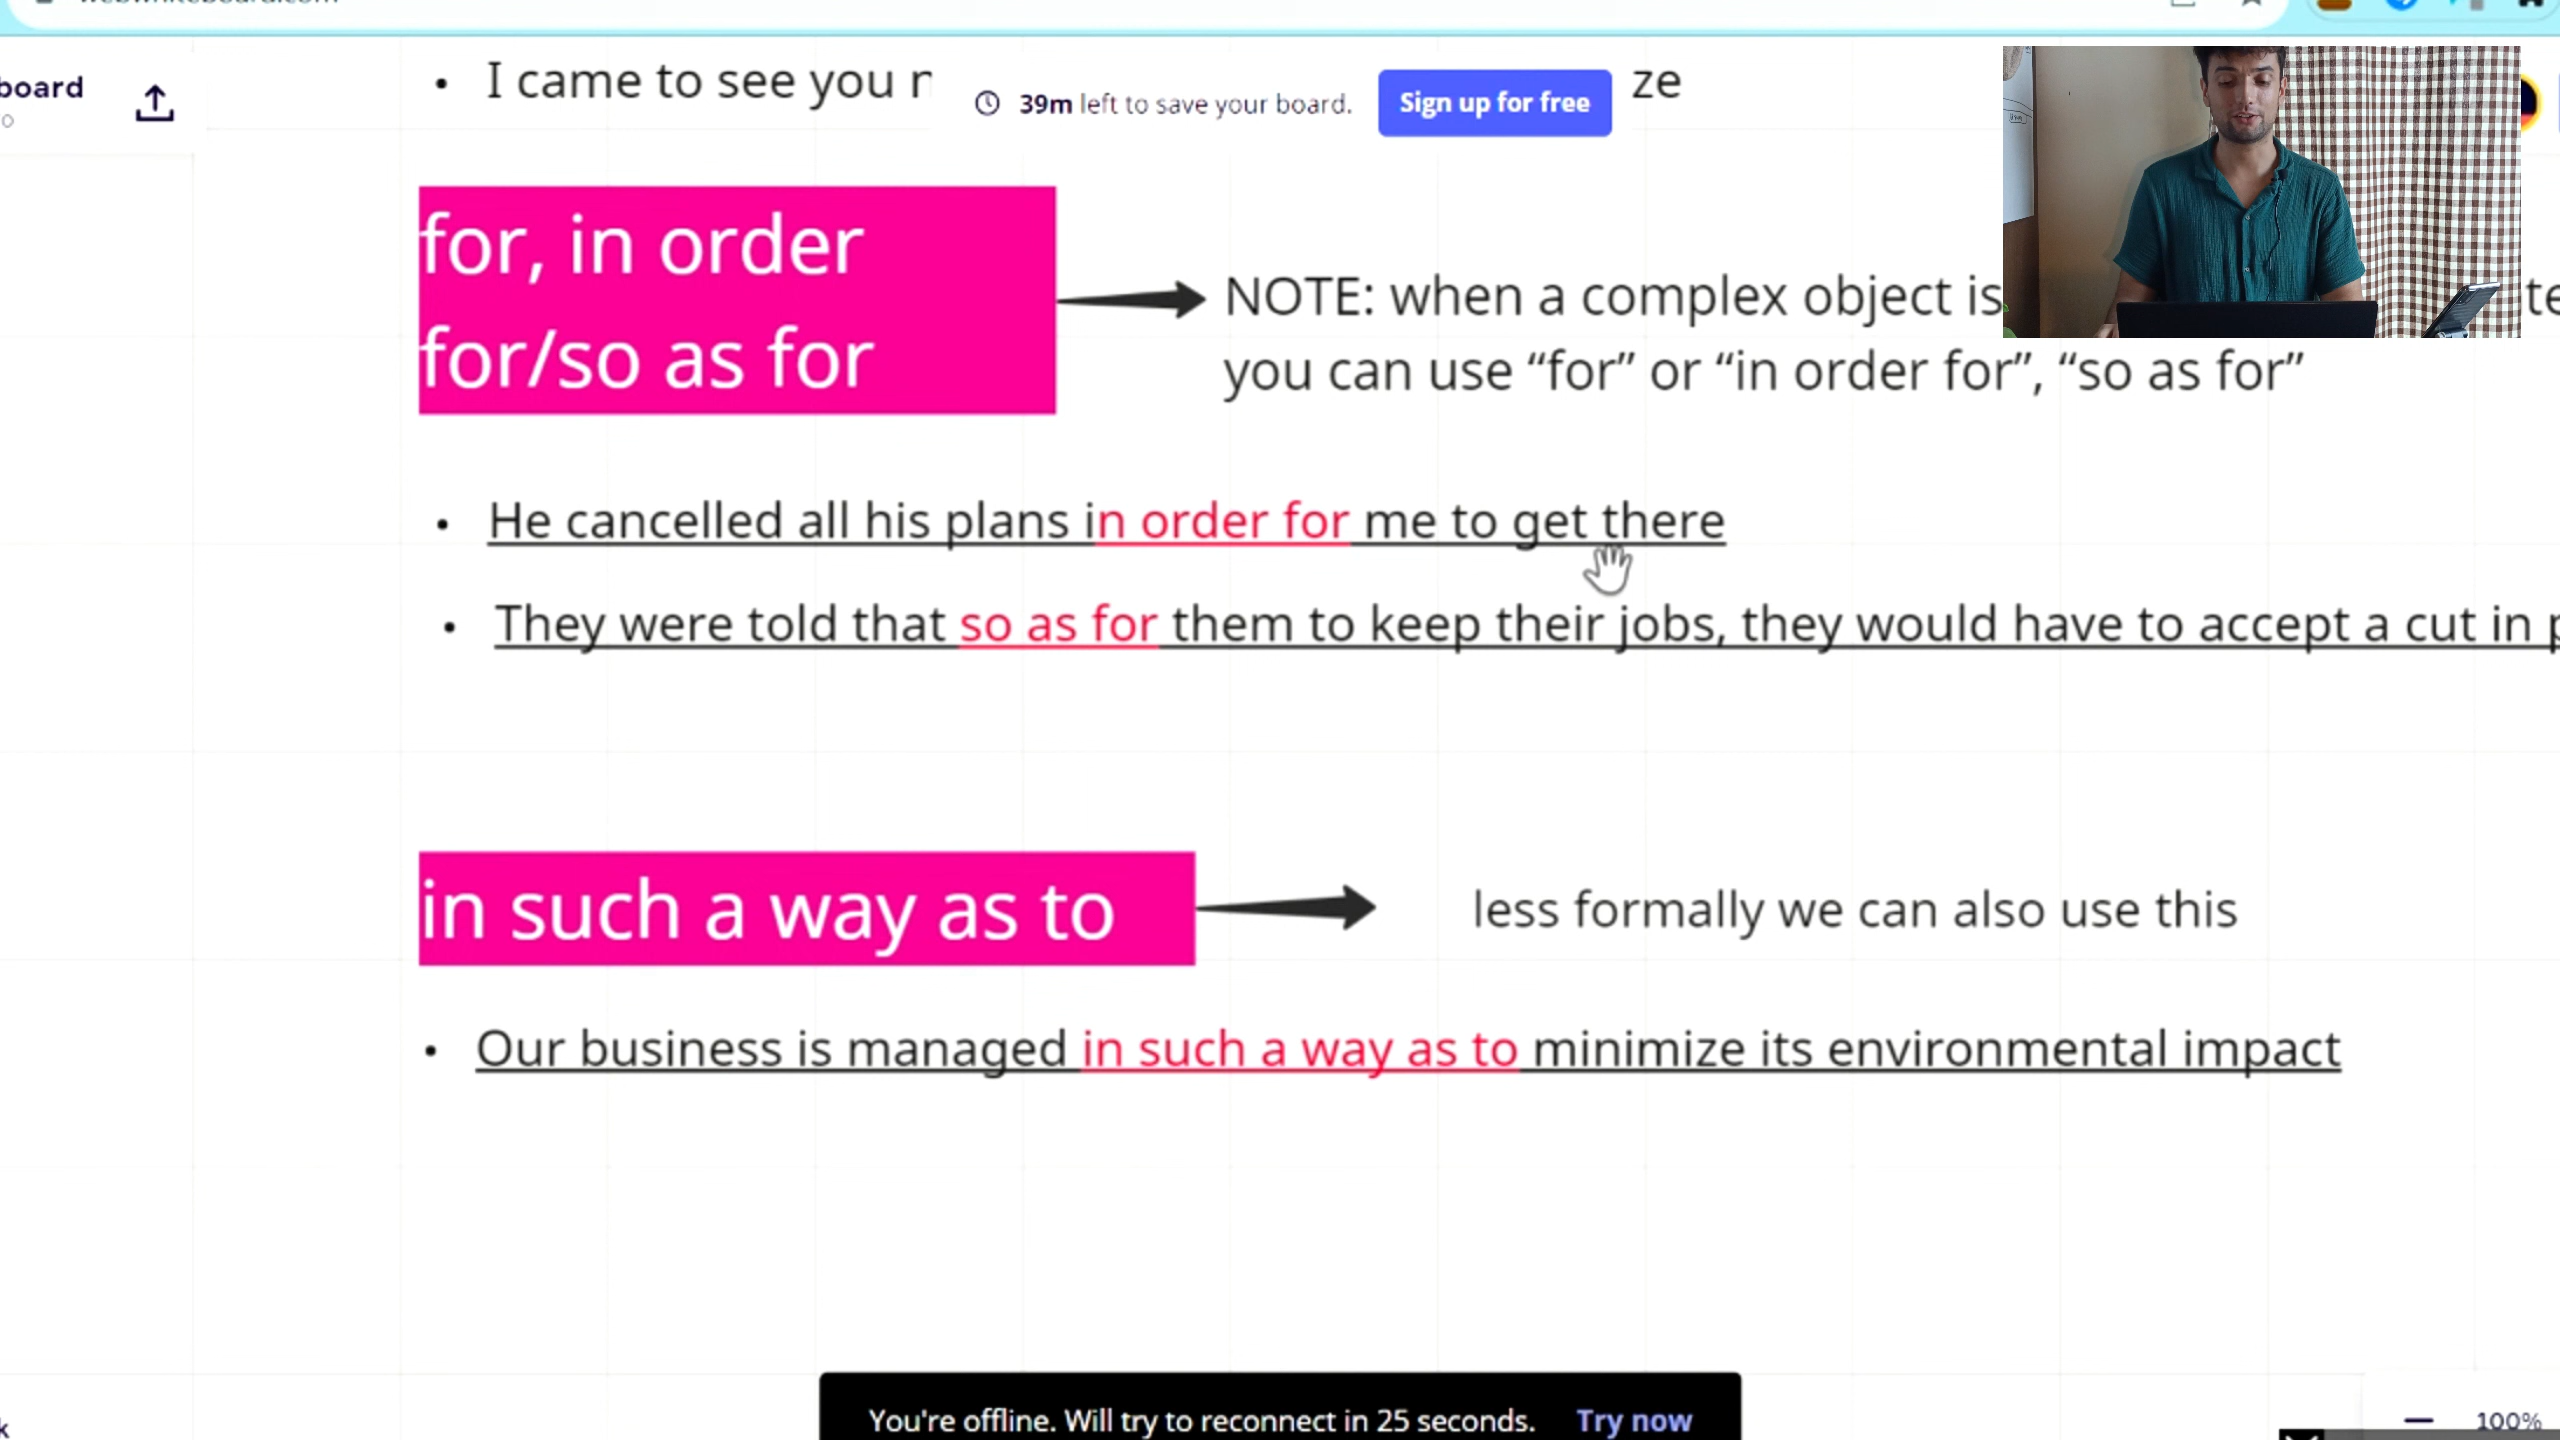 board
I came to see you
39m left to save your board.
Sign up for free
ze
for, in order
for/so as for
NOTE: when a complex object is
you can use “for” or “in order for”, “so as for”
• He cancelled all his plans in order for me to get there
• They were told that so as for them to keep their jobs, they would have to accept a cut in
in such a way as to
less formally we can also use this
• Our business is managed in such a way as to minimize its environmental impact
You're offline. Will try to reconnect in 25 seconds. Try now
100%